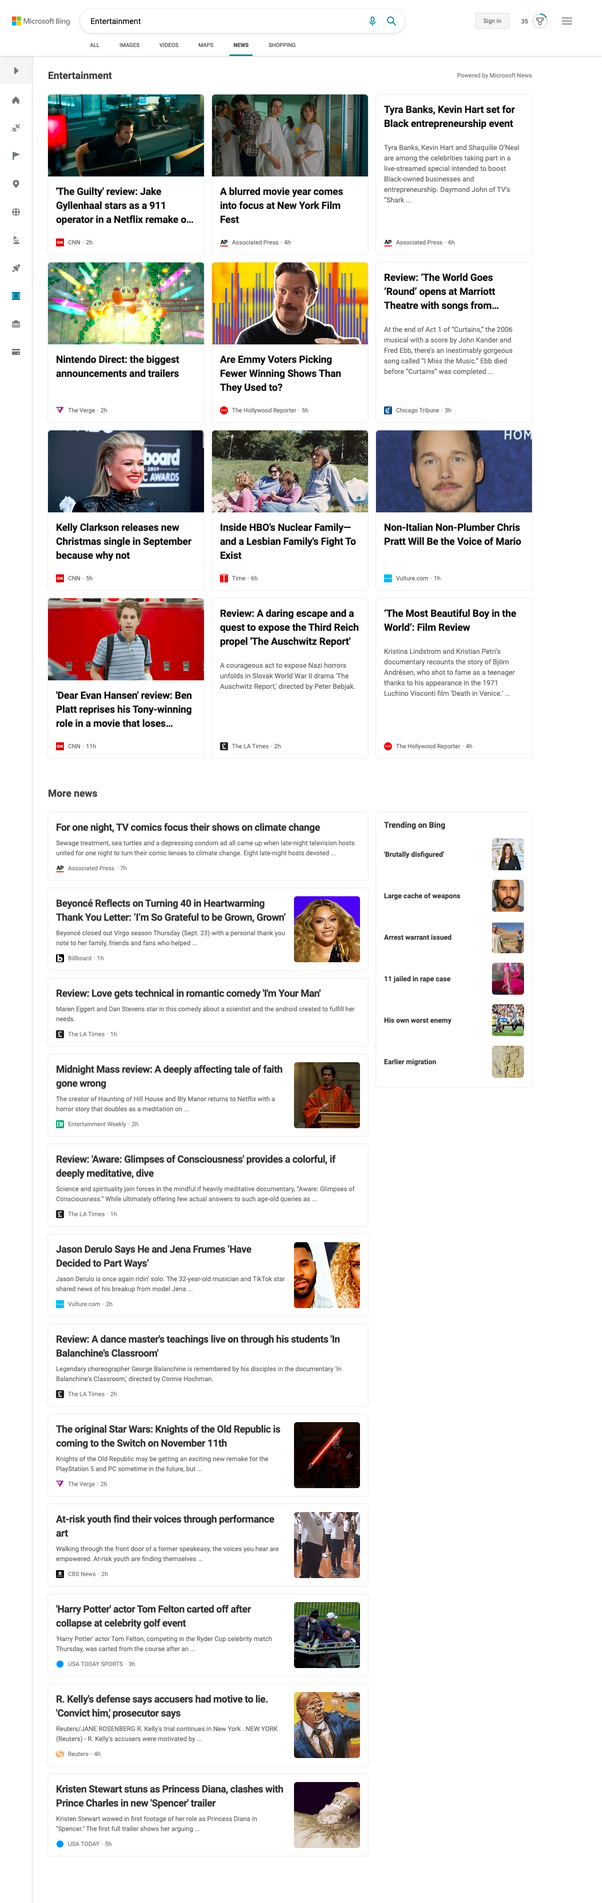 Microsoft Bing
Entertainment
Sign in
35
ALL
IMAGES
VIDEOS
MAPS
NEWS
SHOPPING
Entertainment
Powered by Microsoft News
'The Guilty' review: Jake
Gyllenhaal stars as a 911
operator in a Netflix remake o...
CNN · 2h
A blurred movie year comes
into focus at New York Film
Fest
AP Associated Press · 4h
Tyra Banks, Kevin Hart set for
Black entrepreneurship event
Tyra Banks, Kevin Hart and Shaquille O'Neal
are among the celebrities taking part in a
live-streamed special intended to boost
Black-owned businesses and
entrepreneurship. Daymond John of TV's
“Shark ...
AP Associated Press · 6h
Nintendo Direct: the biggest
announcements and trailers
The Verge · 2h
Are Emmy Voters Picking
Fewer Winning Shows Than
They Used to?
The Hollywood Reporter · 5h
Review: ‘The World Goes
‘Round’ opens at Marriott
Theatre with songs from...
At the end of Act 1 of “Curtains,” the 2006
musical with a score by John Kander and
Fred Ebb, there's an inestimably gorgeous
song called “I Miss the Music.” Ebb died
before “Curtains” was completed ...
Chicago Tribune · 3h
board
2019
C AWARDS
Kelly Clarkson releases new
Christmas single in September
because why not
CNN · 5h
Inside HBO's Nuclear Family—
and a Lesbian Family's Fight To
Exist
Time · 6h
HOM
Non-Italian Non-Plumber Chris
Pratt Will Be the Voice of Mario
Vulture.com · 1h
'Dear Evan Hansen' review: Ben
Platt reprises his Tony-winning
role in a movie that loses...
CNN · 11h
Review: A daring escape and a
quest to expose the Third Reich
propel 'The Auschwitz Report'
A courageous act to expose Nazi horrors
unfolds in Slovak World War II drama 'The
Auschwitz Report,' directed by Peter Bebjak.
The LA Times · 2h
‘The Most Beautiful Boy in the
World’: Film Review
Kristina Lindstrom and Kristian Petri's
documentary recounts the story of Björn
Andrésen, who shot to fame as a teenager
thanks to his appearance in the 1971
Luchino Visconti film 'Death in Venice.' ...
The Hollywood Reporter · 4h
More news
For one night, TV comics focus their shows on climate change
Sewage treatment, sea turtles and a depressing condom ad all came up when late-night television hosts
united for one night to turn their comic lenses to climate change. Eight late-night hosts devoted ...
AP Associated Press · 7h
Beyoncé Reflects on Turning 40 in Heartwarming
Thank You Letter: ‘I’m So Grateful to be Grown, Grown’
Beyoncé closed out Virgo season Thursday (Sept. 23) with a personal thank you
note to her family, friends and fans who helped ...
Billboard · 1h
Review: Love gets technical in romantic comedy 'I'm Your Man'
Maren Eggert and Dan Stevens star in this comedy about a scientist and the android created to fulfill her
needs.
The LA Times · 1h
Midnight Mass review: A deeply affecting tale of faith
gone wrong
The creator of Haunting of Hill House and Bly Manor returns to Netflix with a
horror story that doubles as a meditation on ...
Entertainment Weekly · 2h
Review: 'Aware: Glimpses of Consciousness' provides a colorful, if
deeply meditative, dive
Science and spirituality join forces in the mindful if heavily meditative documentary, “Aware: Glimpses of
Consciousness.” While ultimately offering few actual answers to such age-old queries as ...
The LA Times · 1h
Jason Derulo Says He and Jena Frumes ‘Have
Decided to Part Ways’
Jason Derulo is once again ridin' solo. The 32-year-old musician and TikTok star
shared news of his breakup from model Jena ...
Vulture.com · 2h
Review: A dance master's teachings live on through his students 'In
Balanchine's Classroom'
Legendary choreographer George Balanchine is remembered by his disciples in the documentary 'In
Balanchine's Classroom,' directed by Connie Hochman.
The LA Times · 2h
The original Star Wars: Knights of the Old Republic is
coming to the Switch on November 11th
Knights of the Old Republic may be getting an exciting new remake for the
PlayStation 5 and PC sometime in the future, but ...
The Verge · 2h
At-risk youth find their voices through performance
art
Walking through the front door of a former speakeasy, the voices you hear are
empowered. At-risk youth are finding themselves ...
CBS News · 2h
'Harry Potter' actor Tom Felton carted off after
collapse at celebrity golf event
'Harry Potter' actor Tom Felton, competing in the Ryder Cup celebrity match
Thursday, was carted from the course after an ...
USA TODAY SPORTS · 3h
R. Kelly's defense says accusers had motive to lie.
'Convict him,' prosecutor says
Reuters/JANE ROSENBERG R. Kelly's trial continues in New York . NEW YORK
(Reuters) - R. Kelly's accusers were motivated by ...
Reuters · 4h
Kristen Stewart stuns as Princess Diana, clashes with
Prince Charles in new 'Spencer' trailer
Kristen Stewart wowed in first footage of her role as Princess Diana in
"Spencer." The first full trailer shows her arguing ...
USA TODAY · 5h
Trending on Bing
'Brutally disfigured'
Large cache of weapons
Arrest warrant issued
11 jailed in rape case
His own worst enemy
Earlier migration